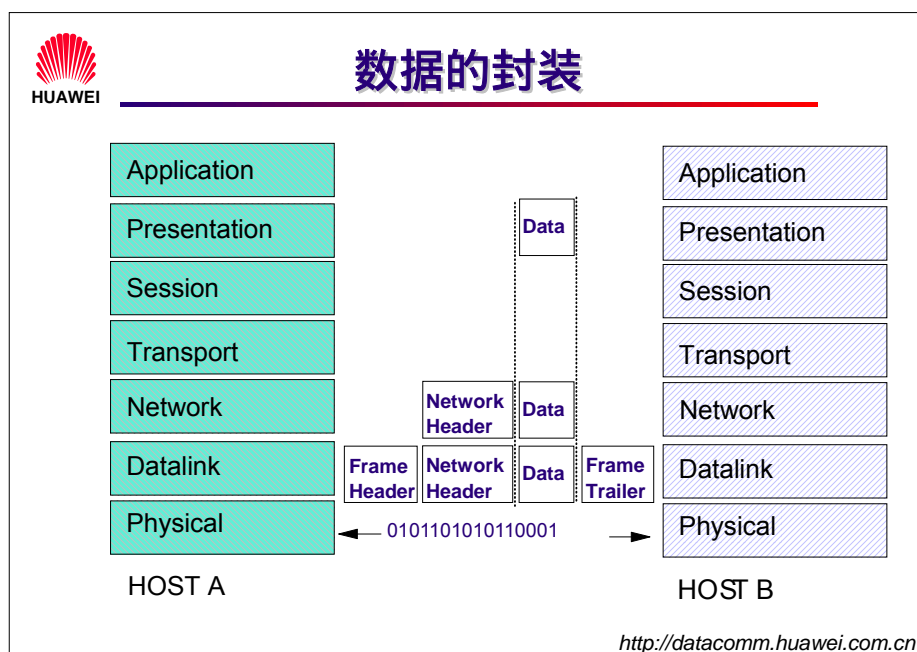 HUAWEI
数据的封装
Application
Presentation
Session
Transport
Network
Datalink
Physical
HOST A
Data
Network
Header
Data
Frame
Header
Network
Header
Data
Frame
Trailer
0101101010110001
Application
Presentation
Session
Transport
Network
Datalink
Physical
HOST B
http://datacomm.huawei.com.cn